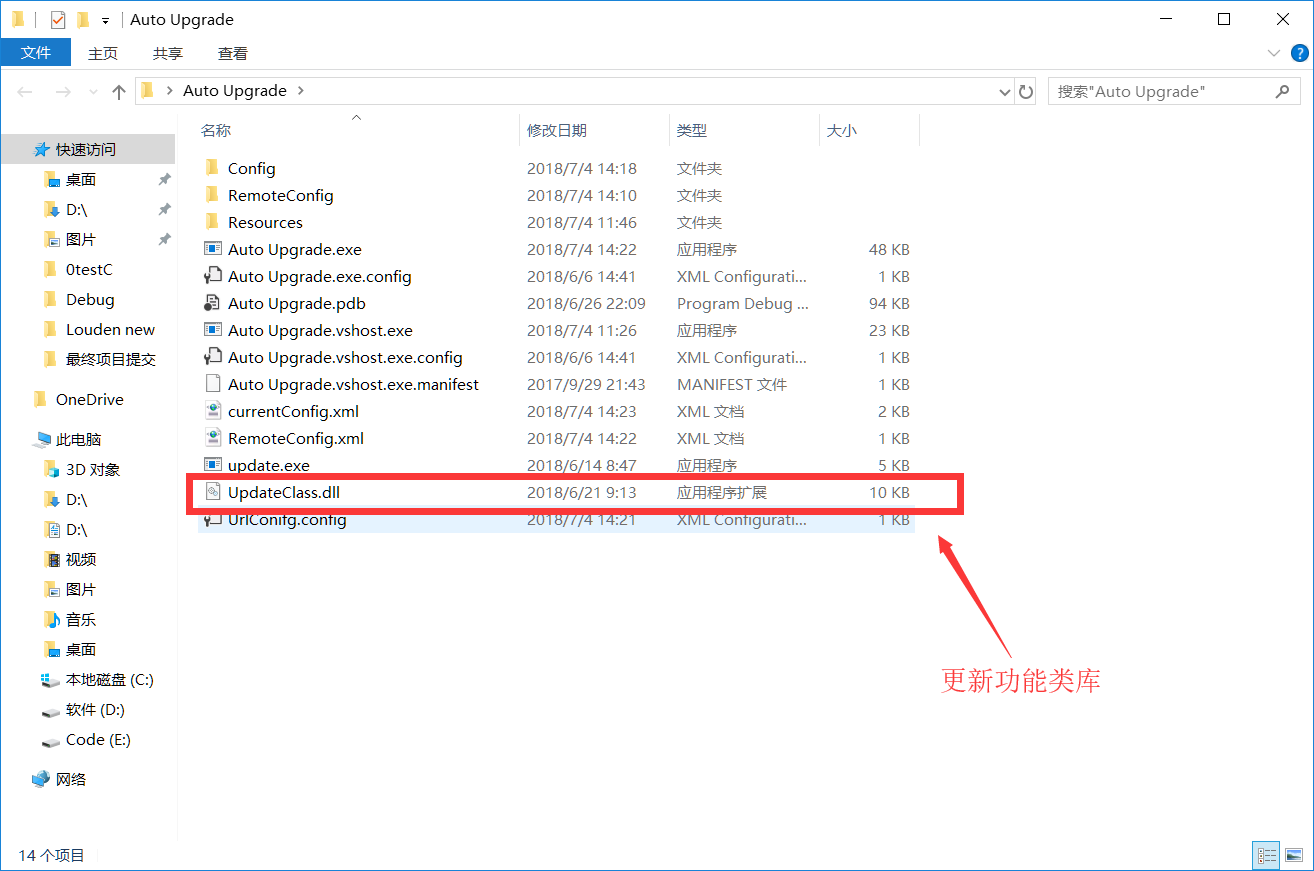 Auto Upgrade
文件 主页 共享 查看
Auto Upgrade
搜索"Auto Upgrade"
名称 修改日期 类型 大小
快速访问
桌面
D:\
图片
0testC
Debug
Louden new
最终项目提交
OneDrive
此电脑
3D 对象
D:\
D:\
视频
图片
音乐
桌面
本地磁盘 (C:)
软件 (D:)
Code (E:)
网络
Config 2018/7/4 14:18 文件夹
RemoteConfig 2018/7/4 14:10 文件夹
Resources 2018/7/4 11:46 文件夹
Auto Upgrade.exe 2018/7/4 14:22 应用程序 48 KB
Auto Upgrade.exe.config 2018/6/6 14:41 XML Configurati... 1 KB
Auto Upgrade.pdb 2018/6/26 22:09 Program Debug ... 94 KB
Auto Upgrade.vshost.exe 2018/7/4 11:26 应用程序 23 KB
Auto Upgrade.vshost.exe.config 2018/6/6 14:41 XML Configurati... 1 KB
Auto Upgrade.vshost.exe.manifest 2017/9/29 21:43 MANIFEST 文件 1 KB
currentConfig.xml 2018/7/4 14:23 XML 文档 2 KB
RemoteConfig.xml 2018/7/4 14:22 XML 文档 1 KB
update.exe 2018/6/14 8:47 应用程序 5 KB
UpdateClass.dll 2018/6/21 9:13 应用程序扩展 10 KB
UrlConifg.config 2018/7/4 14:21 XML Configurati... 1 KB
更新功能类库
14 个项目